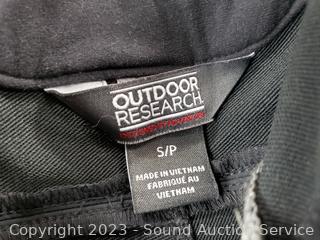 OUTDOOR
RESEARCH
S/P
MADE IN VIETNAM
FABRIQUÉ AU
VIETNAM
Copyright 2023 - Sound Auction Service